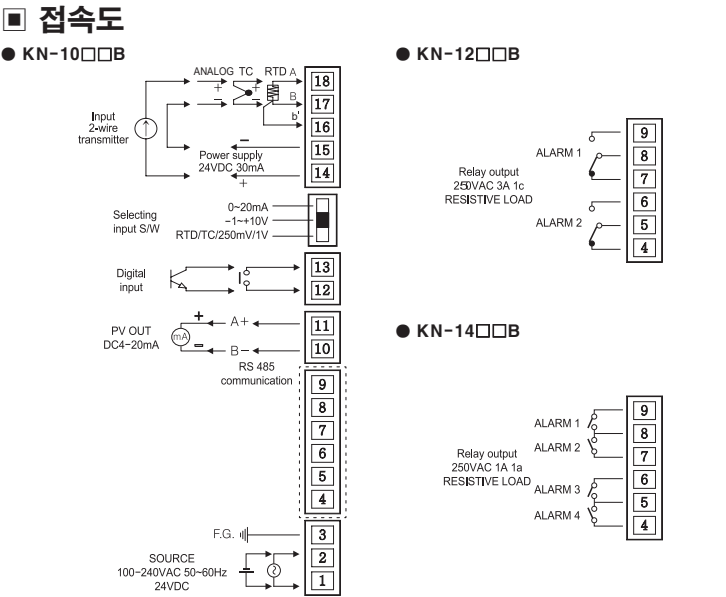 ▣ 접속도
● KN-10□□B
ANALOG TC RTD A
18
B
17
b'
16
Input
2-wire
transmitter
15
Power supply
24VDC 30mA
14
Selecting
input S/W
0~20mA
-1~+10V
RTD/TC/250mV/1V
Digital
input
13
12
PV OUT
DC4-20mA
mA
+ A+
11
- B-
10
RS 485
communication
9
8
7
6
5
4
F.G.
3
SOURCE
100-240VAC 50~60Hz
24VDC
2
1
● KN-12□□B
ALARM 1
Relay output
250VAC 3A 1c
RESISTIVE LOAD
ALARM 2
9
8
7
6
5
4
● KN-14□□B
ALARM 1
ALARM 2
Relay output
250VAC 1A 1a
RESISTIVE LOAD
ALARM 3
ALARM 4
9
8
7
6
5
4